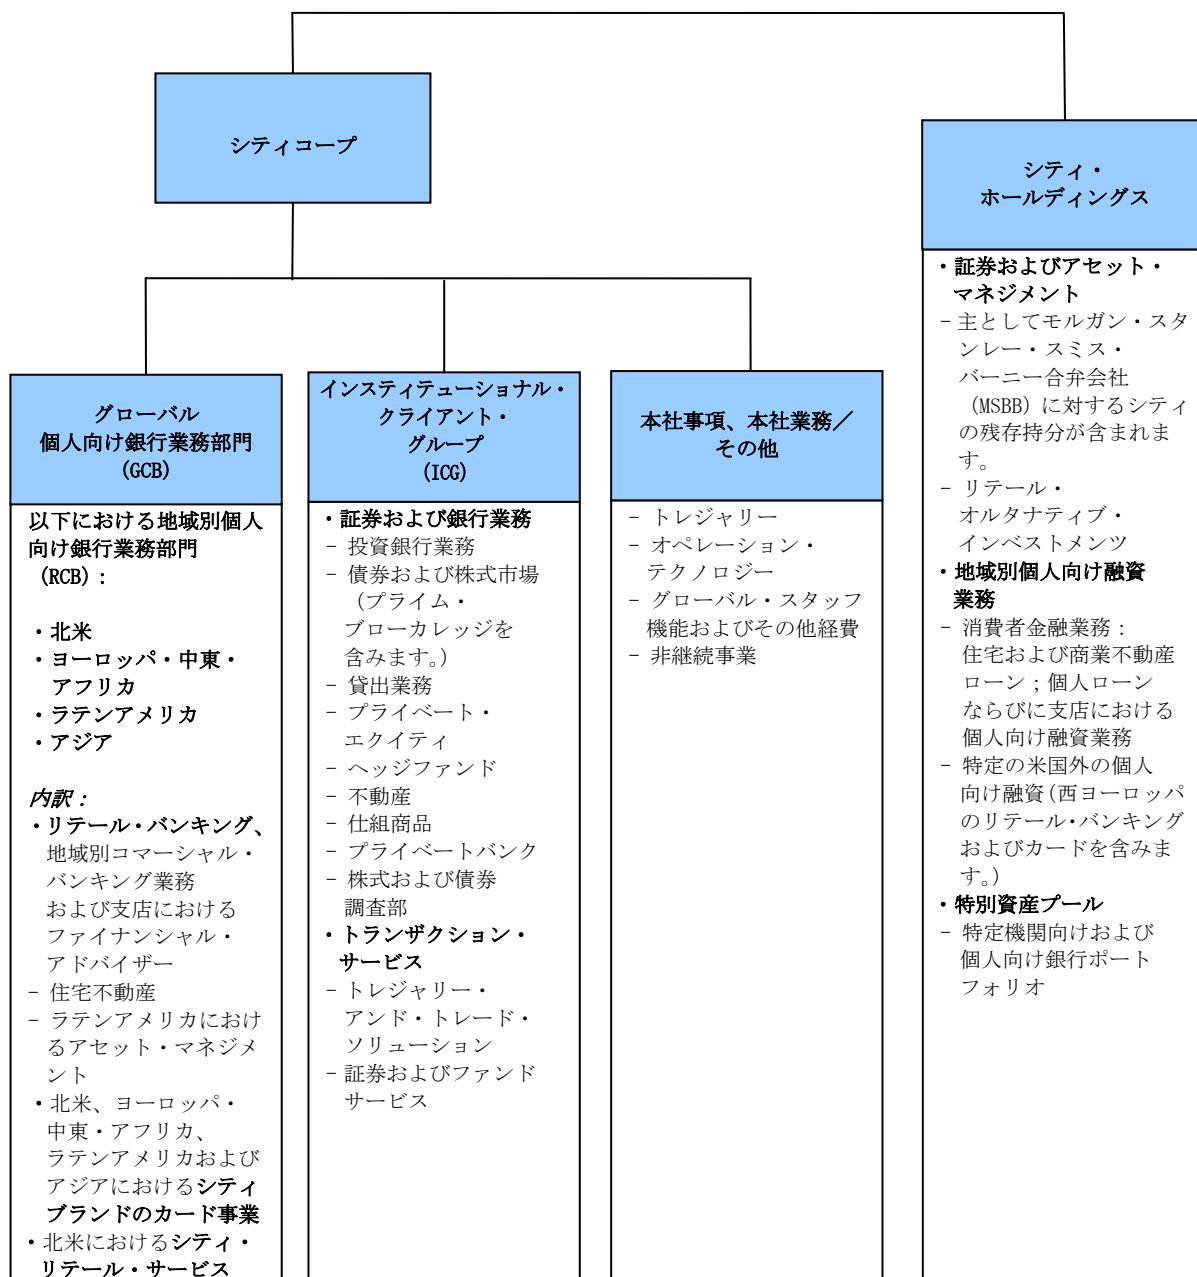 シティコープ
シティ・
ホールディングス
グローバル
個人向け銀行業務部門
(GCB)
以下における地域別個人
向け銀行業務部門
(RCB)：
・北米
・ヨーロッパ・中東・
アフリカ
・ラテンアメリカ
・アジア
内訳：
・リテール・バンキング、
地域別コマーシャル・
バンキング業務
および支店における
ファイナンシャル・
アドバイザー
− 住宅不動産
− ラテンアメリカにおけ
るアセット・マネジメ
ント
・北米、ヨーロッパ・
中東・アフリカ、
ラテンアメリカおよび
アジアにおけるシティ
ブランドのカード事業
・北米におけるシティ・
リテール・サービス
インスティテューショナル・
クライアント・
グループ
(ICG)
・証券および銀行業務
− 投資銀行業務
− 債券および株式市場
（プライム・
ブローカレッジを
含みます。）
− 貸出業務
− プライベート・
エクイティ
− ヘッジファンド
− 不動産
− 仕組商品
− プライベートバンク
− 株式および債券
調査部
・トランザクション・
サービス
− トレジャリー・
アンド・トレード・
ソリューション
− 証券およびファンド
サービス
本社事項、本社業務／
その他
− トレジャリー
− オペレーション・
テクノロジー
− グローバル・スタッフ
機能およびその他経費
− 非継続事業
・証券およびアセット・
マネジメント
− 主としてモルガン・スタ
ンレー・スミス・
バーニー合弁会社
（MSBB）に対するシティ
の残存持分が含まれま
す。
− リテール・
オルタナティブ・
インベストメンツ
・地域別個人向け融資
業務
− 消費者金融業務：
住宅および商業不動産
ローン；個人ローン
ならびに支店における
個人向け融資業務
− 特定の米国外の個人
向け融資(西ヨーロッパ
のリテール・バンキング
およびカードを含みま
す。)
・特別資産プール
− 特定機関向けおよび
個人向け銀行ポート
フォリオ